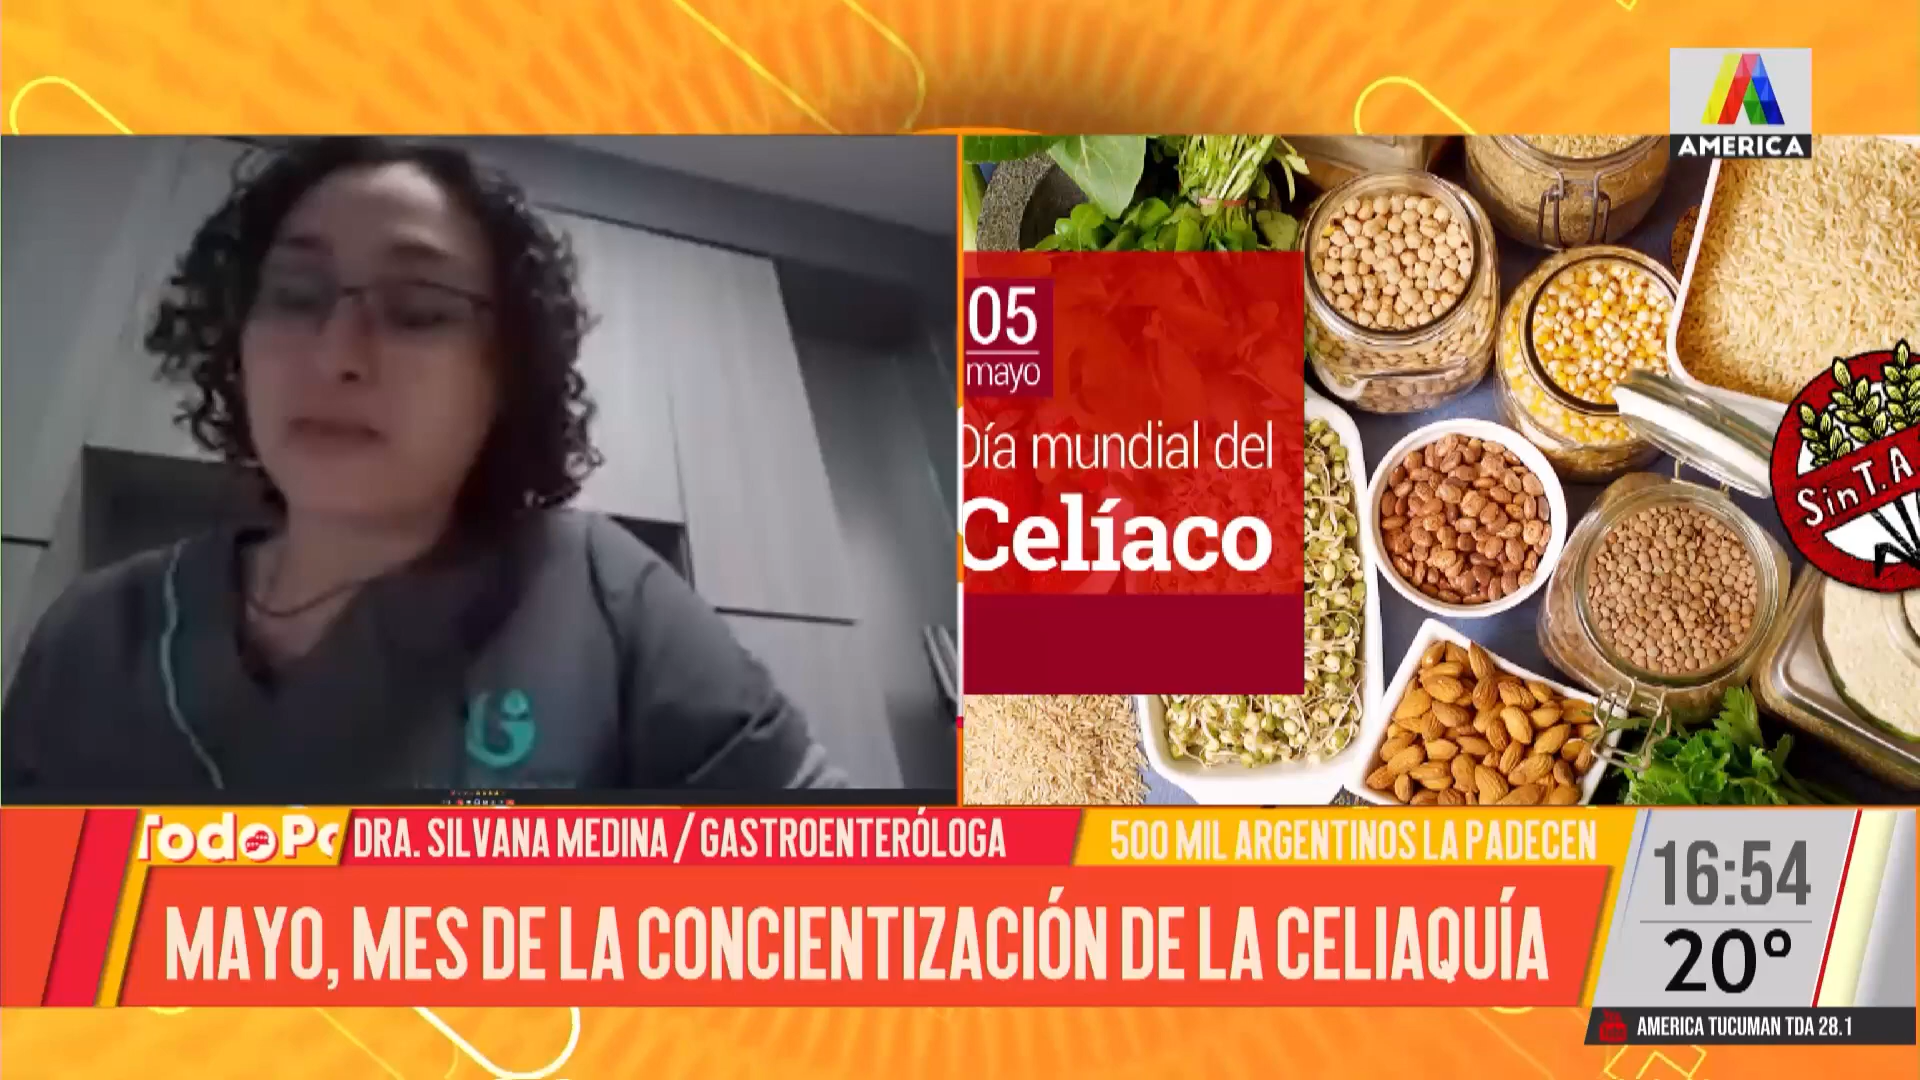 AMERICA
05
mayo
Día mundial del
Celíaco
Sin T.A
TodoPo
DRA. SILVANA MEDINA / GASTROENTERÓLOGA
500 MIL ARGENTINOS LA PADECEN
MAYO, MES DE LA CONCIENTIZACIÓN DE LA CELIAQUÍA
16:54
20°
AMERICA TUCUMAN TDA 28.1